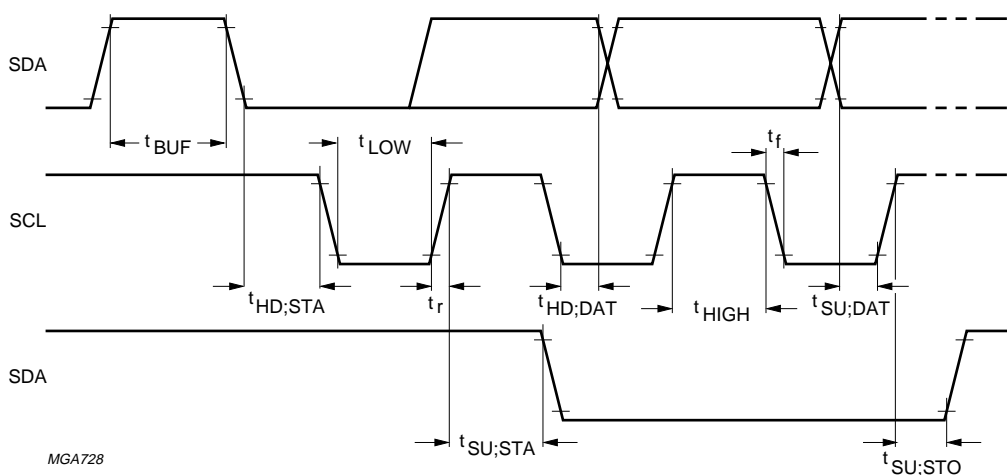 SDA
t BUF
t LOW
t f
SCL
t HD;STA
t r
t HD;DAT
t HIGH
t SU;DAT
SDA
t SU;STA
t SU;STO
MGA728